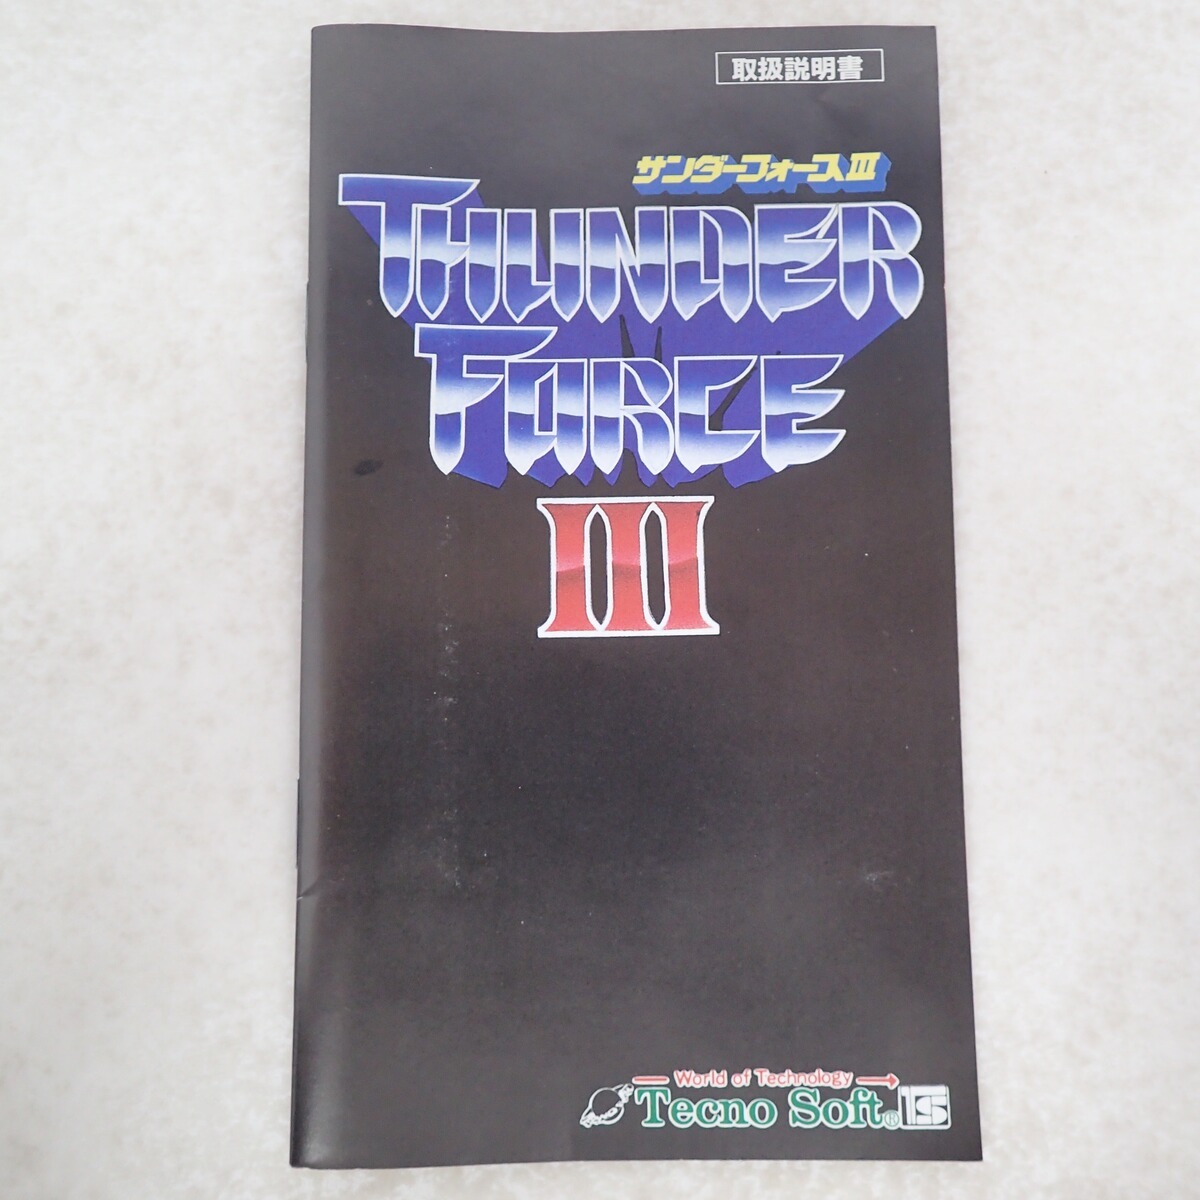 取扱説明書
サンダーフォースIII
THUNDER
FORCE
III
World of Technology
Tecno Soft® TS